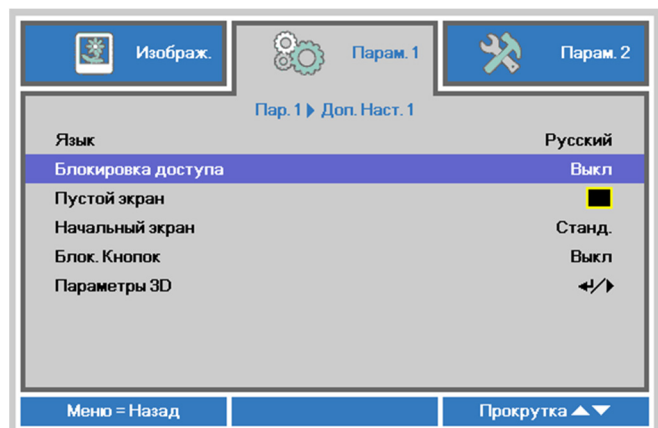 Изображ. Парам. 1 Парам. 2
Пар. 1 Доп. Наст. 1
Язык Русский
Блокировка доступа Выкл
Пустой экран
Начальный экран Станд.
Блок. Кнопок Выкл
Параметры 3D
Меню = Назад Прокрутка